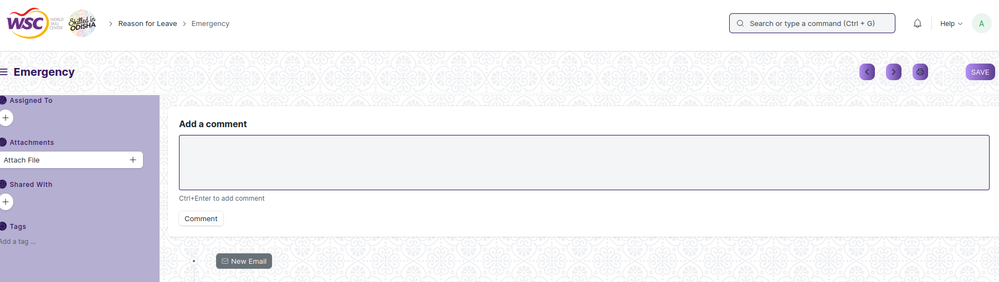 WSC WORLD SKILL CENTER Skilled in ODISHA > Reason for Leave > Emergency Search or type a command (Ctrl + G) Help A
Emergency SAVE
Assigned To
Attachments
Attach File
Shared With
Tags
Add a tag ...
Add a comment
Ctrl+Enter to add comment
Comment
New Email